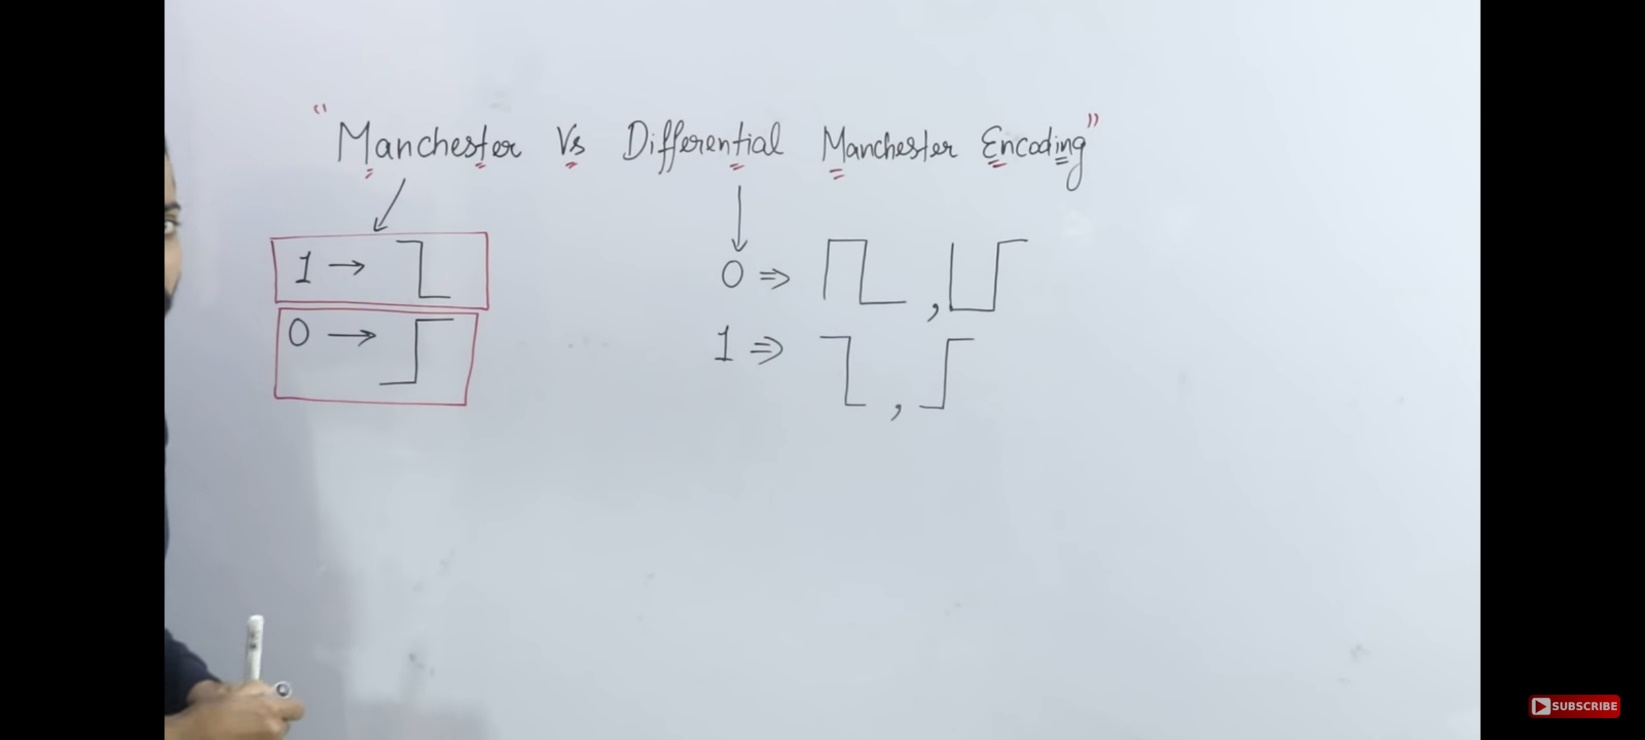 "Manchester Vs Differential Manchester Encoding"
1 →
0 →
0 ⇒ ,
1 ⇒ ,
SUBSCRIBE